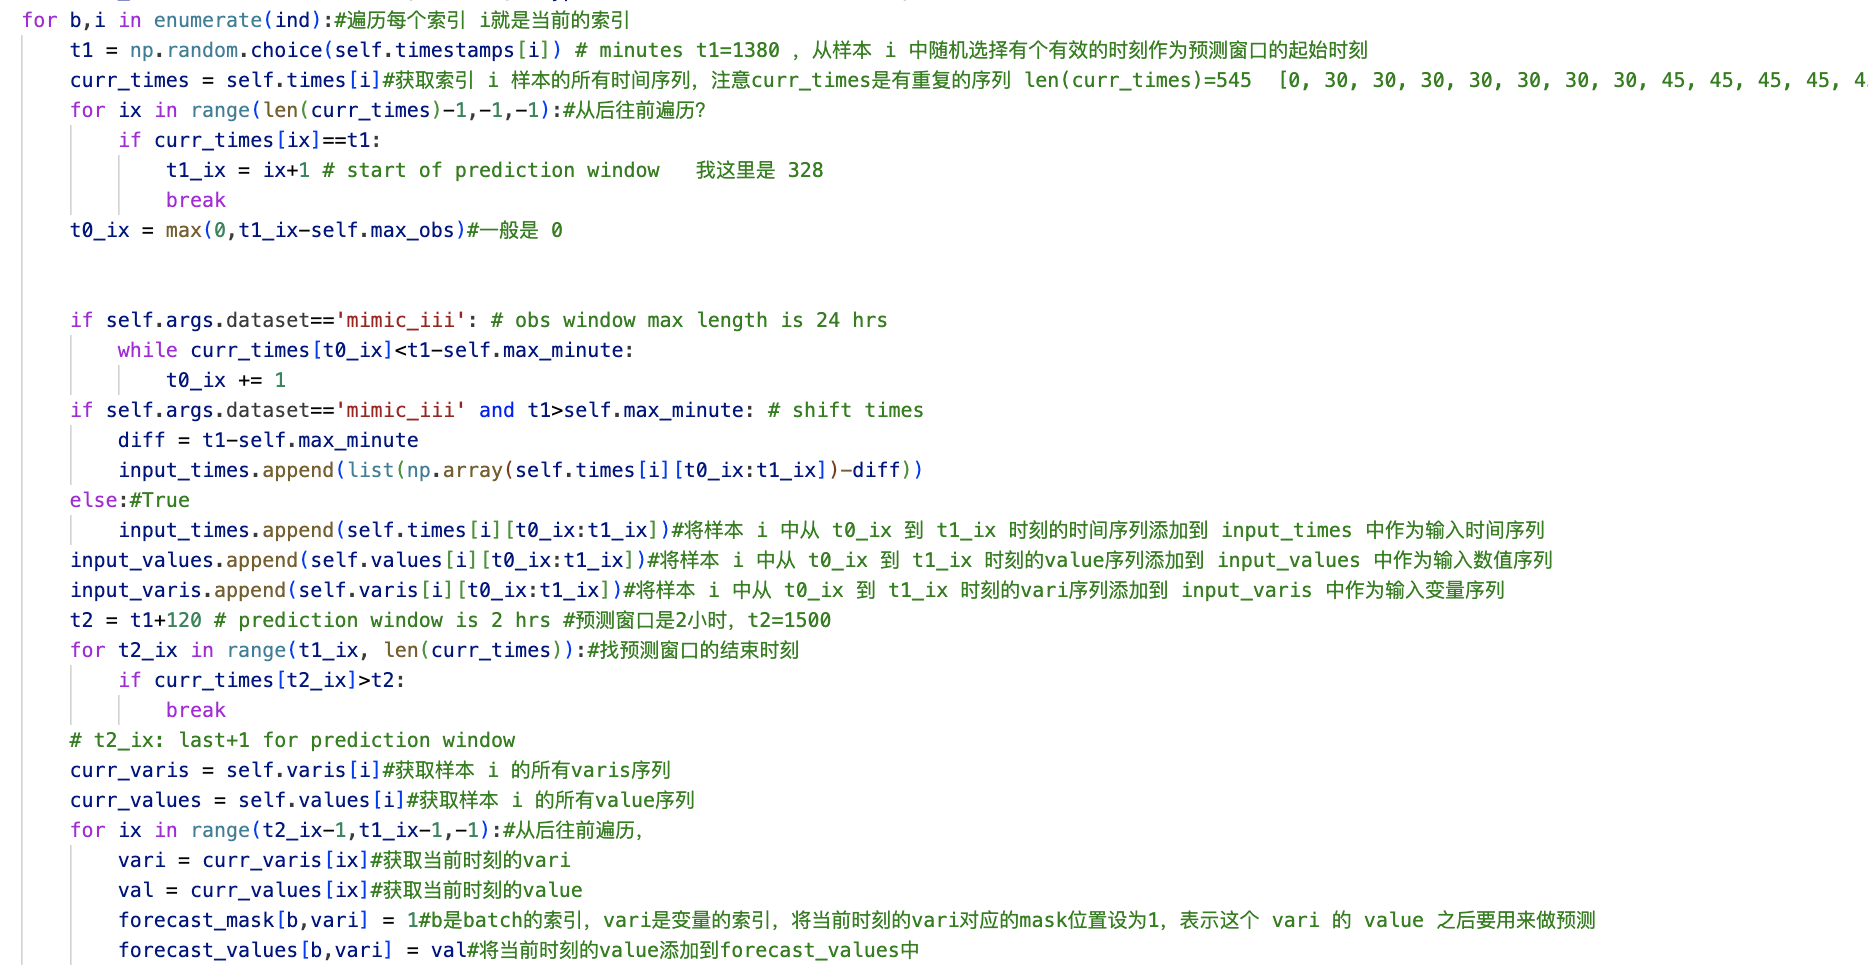 for b,i in enumerate(ind):#遍历每个索引 i就是当前的索引
t1 = np.random.choice(self.timestamps[i]) # minutes t1=1380 ，从样本 i 中随机选择有个有效的时刻作为预测窗口的起始时刻
curr_times = self.times[i]#获取索引 i 样本的所有时间序列，注意curr_times是有重复的序列 len(curr_times)=545 [0, 30, 30, 30, 30, 30, 30, 30, 45, 45, 45, 45, 4
for ix in range(len(curr_times)-1,-1,-1):#从后往前遍历？
if curr_times[ix]==t1:
t1_ix = ix+1 # start of prediction window 我这里是 328
break
t0_ix = max(0,t1_ix-self.max_obs)#一般是 0
if self.args.dataset=='mimic_iii': # obs window max length is 24 hrs
while curr_times[t0_ix]<t1-self.max_minute:
t0_ix += 1
if self.args.dataset=='mimic_iii' and t1>self.max_minute: # shift times
diff = t1-self.max_minute
input_times.append(list(np.array(self.times[i][t0_ix:t1_ix])-diff))
else:#True
input_times.append(self.times[i][t0_ix:t1_ix])#将样本 i 中从 t0_ix 到 t1_ix 时刻的时间序列添加到 input_times 中作为输入时间序列
input_values.append(self.values[i][t0_ix:t1_ix])#将样本 i 中从 t0_ix 到 t1_ix 时刻的value序列添加到 input_values 中作为输入数值序列
input_varis.append(self.varis[i][t0_ix:t1_ix])#将样本 i 中从 t0_ix 到 t1_ix 时刻的vari序列添加到 input_varis 中作为输入变量序列
t2 = t1+120 # prediction window is 2 hrs #预测窗口是2小时，t2=1500
for t2_ix in range(t1_ix, len(curr_times)):#找预测窗口的结束时刻
if curr_times[t2_ix]>t2:
break
# t2_ix: last+1 for prediction window
curr_varis = self.varis[i]#获取样本 i 的所有varis序列
curr_values = self.values[i]#获取样本 i 的所有value序列
for ix in range(t2_ix-1,t1_ix-1,-1):#从后往前遍历，
vari = curr_varis[ix]#获取当前时刻的vari
val = curr_values[ix]#获取当前时刻的value
forecast_mask[b,vari] = 1#b是batch的索引，vari是变量的索引，将当前时刻的vari对应的mask位置设为1，表示这个 vari 的 value 之后要用来做预测
forecast_values[b,vari] = val#将当前时刻的value添加到forecast_values中